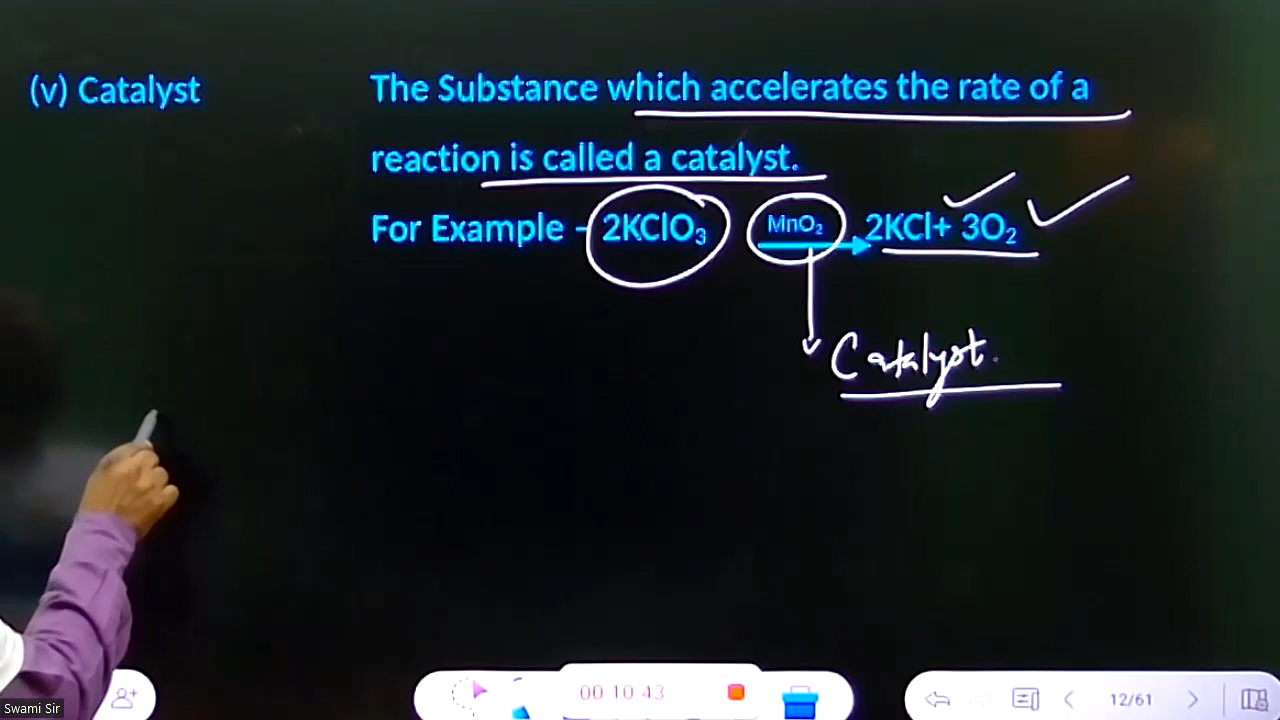 (v) Catalyst The Substance which accelerates the rate of a
reaction is called a catalyst.
For Example - 2KClO₃ MnO₂ 2KCl+ 3O₂
Catalyst.
00 10 43
12/61
Swami Sir